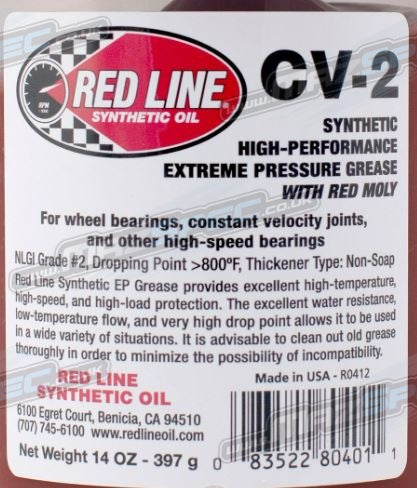 RED LINE®
SYNTHETIC OIL
RPM
CV-2
SYNTHETIC
HIGH-PERFORMANCE
EXTREME PRESSURE GREASE
WITH RED MOLY
For wheel bearings, constant velocity joints,
and other high-speed bearings
NLGI Grade #2, Dropping Point >800ºF, Thickener Type: Non-Soap
Red Line Synthetic EP Grease provides excellent high-temperature,
high-speed, and high-load protection. The excellent water resistance,
low-temperature flow, and very high drop point allows it to be used
in a wide variety of situations. It is advisable to clean out old grease
thoroughly in order to minimize the possibility of incompatibility.
RED LINE
SYNTHETIC OIL
6100 Egret Court, Benicia, CA 94510
(707) 745-6100 www.redlineoil.com
Net Weight 14 OZ - 397 g
Made in USA - R0412
0 83522 80401 1